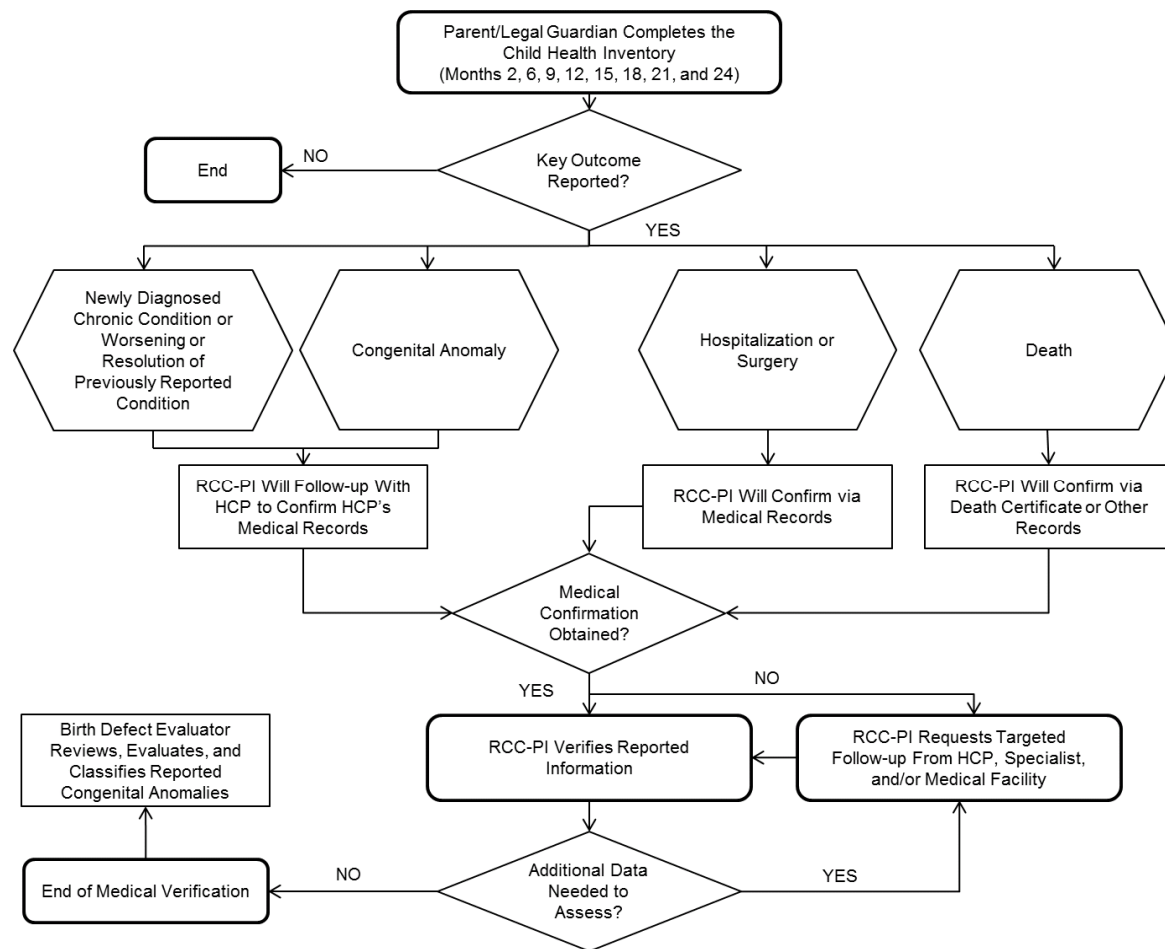 Parent/Legal Guardian Completes the
Child Health Inventory
(Months 2, 6, 9, 12, 15, 18, 21, and 24)
End
NO
Key Outcome
Reported?
YES
Newly Diagnosed
Chronic Condition or
Worsening or
Resolution of
Previously Reported
Condition
Congenital Anomaly
Hospitalization or
Surgery
Death
RCC-PI Will Follow-up With
HCP to Confirm HCP's
Medical Records
RCC-PI Will Confirm via
Medical Records
RCC-PI Will Confirm via
Death Certificate or Other
Records
Medical
Confirmation
Obtained?
YES
NO
Birth Defect Evaluator
Reviews, Evaluates, and
Classifies Reported
Congenital Anomalies
RCC-PI Verifies Reported
Information
RCC-PI Requests Targeted
Follow-up From HCP, Specialist,
and/or Medical Facility
End of Medical Verification
NO
Additional Data
Needed to
Assess?
YES